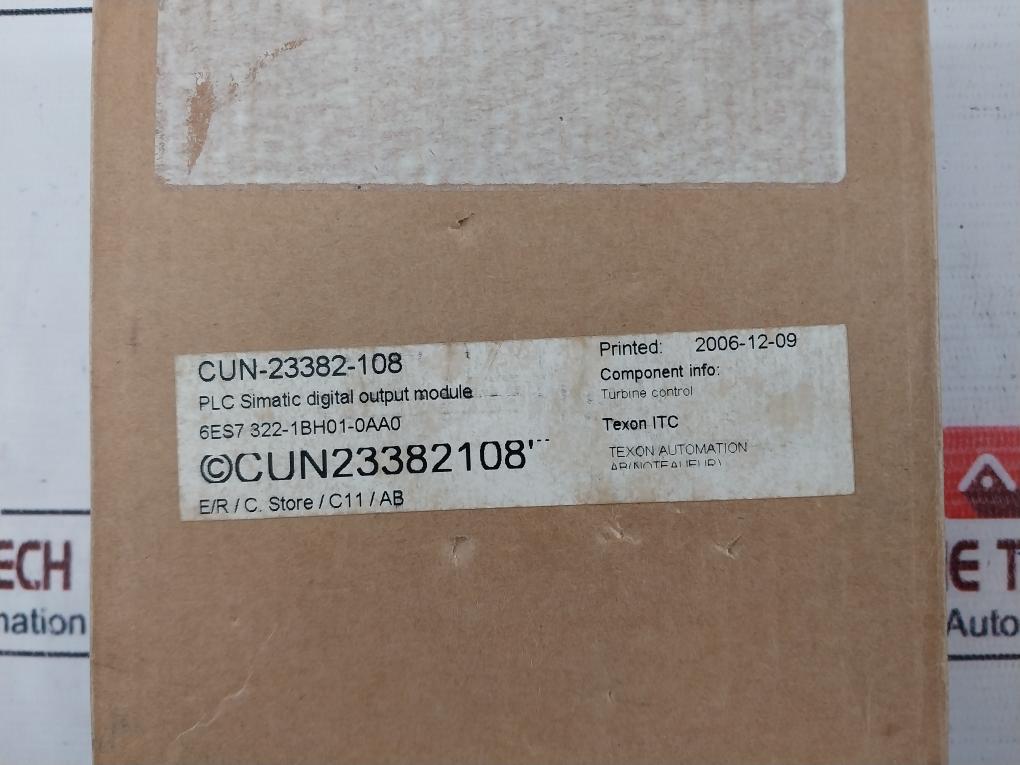 CUN-23382-108
PLC Simatic digital output module
6ES7 322-1BH01-0AA0
©CUN23382108
E/R / C. Store / C11 / AB
Printed: 2006-12-09
Component info:
Turbine control
Texon ITC
TEXON AUTOMATION
ECH
nation
E T
Auto